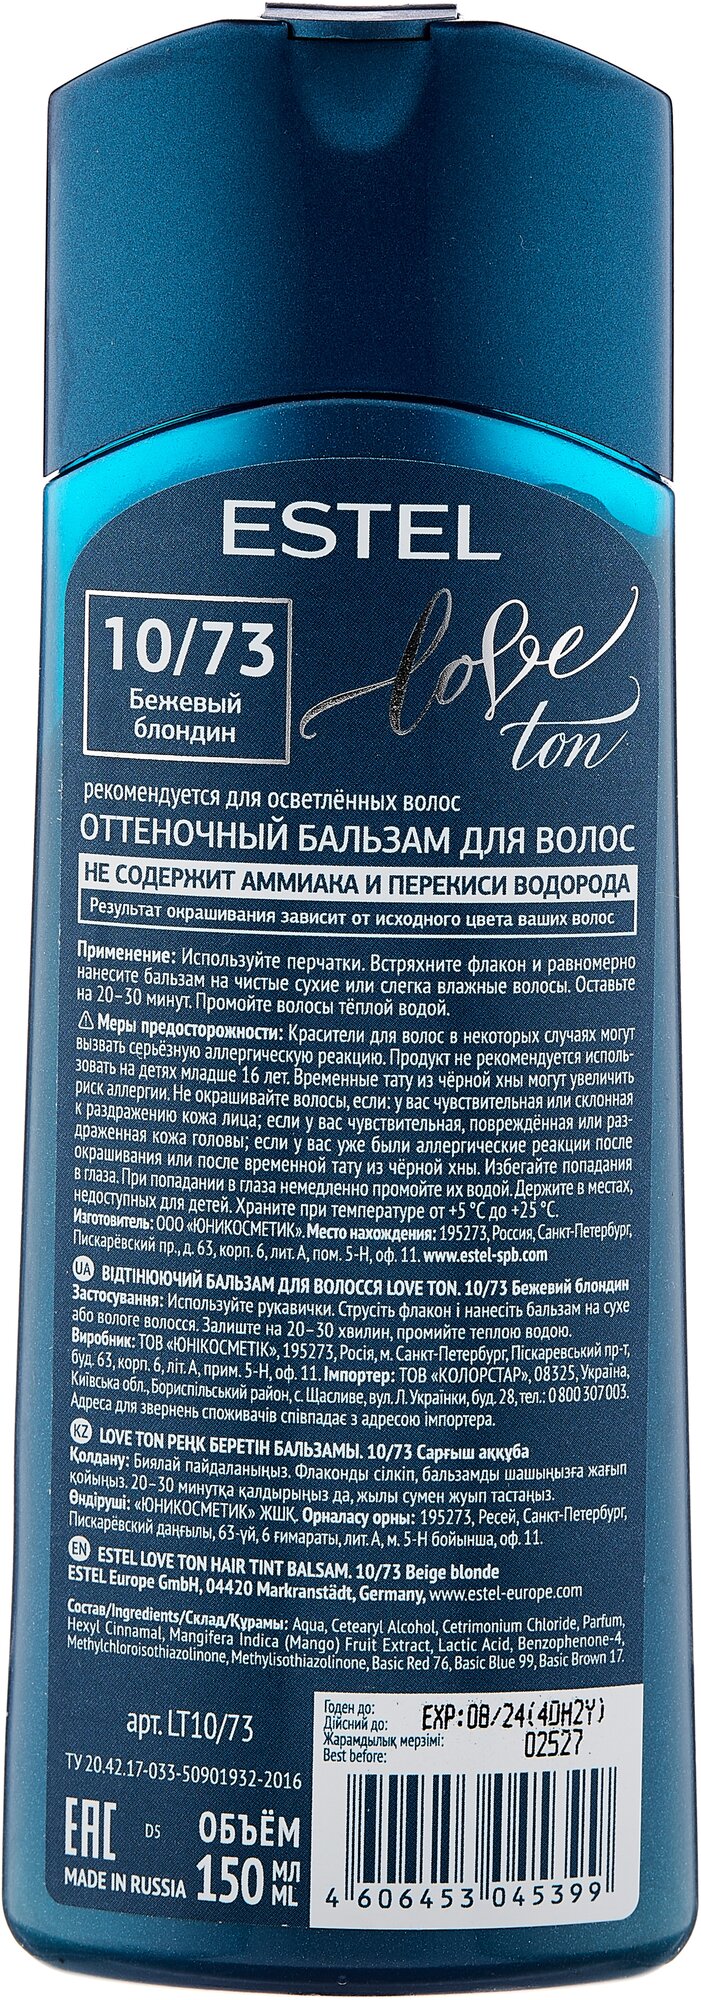 ESTEL
10/73
Бежевый
блондин
love
ton
рекомендуется для осветлённых волос
ОТТЕНОЧНЫЙ БАЛЬЗАМ ДЛЯ ВОЛОС
НЕ СОДЕРЖИТ АММИАКА И ПЕРЕКИСИ ВОДОРОДА
Результат окрашивания зависит от исходного цвета ваших волос
Применение: Используйте перчатки. Встряхните флакон и равномерно
нанесите бальзам на чистые сухие или слегка влажные волосы. Оставьте
на 20–30 минут. Промойте волосы тёплой водой.
⚠ Меры предосторожности: Красители для волос в некоторых случаях могут
вызвать серьёзную аллергическую реакцию. Продукт не рекомендуется исполь-
зовать на детях младше 16 лет. Временные тату из чёрной хны могут увеличить
риск аллергии. Не окрашивайте волосы, если: у вас чувствительная или склонная
к раздражению кожа лица; если у вас чувствительная, повреждённая или раз-
драженная кожа головы; если у вас уже были аллергические реакции после
окрашивания или после временной тату из чёрной хны. Избегайте попадания
в глаза. При попадании в глаза немедленно промойте их водой. Держите в местах,
недоступных для детей. Храните при температуре от +5 °С до +25 °С.
Изготовитель: ООО «ЮНИКОСМЕТИК». Место нахождения: 195273, Россия, Санкт-Петербург,
Пискарёвский пр., д. 63, корп. 6, лит. А, пом. 5-Н, оф. 11. www.estel-spb.com
UA ВІДТІНЮЮЧИЙ БАЛЬЗАМ ДЛЯ ВОЛОССЯ LOVE TON. 10/73 Бежевий блондин
Застосування: Використовуйте рукавички. Струсіть флакон і нанесіть бальзам на сухе
або вологе волосся. Залиште на 20–30 хвилин, промийте теплою водою.
Виробник: ТОВ «ЮНІКОСМЕТІК», 195273, Росія, м. Санкт-Петербург, Піскаревський пр-т,
буд. 63, корп. 6, літ. А, прим. 5-Н, оф. 11. Імпортер: ТОВ «КОЛОРСТАР», 08325, Україна,
Київська обл., Бориспільський район, с. Щасливе, вул. Л. Українки, буд. 28, тел.: 0 800 307 003.
Адреса для звернень споживачів співпадає з адресою імпортера.
KZ LOVE TON РЕҢК БЕРЕТІН БАЛЬЗАМЫ. 10/73 Сарғыш аққұба
Қолдану: Биялай пайдаланыңыз. Флаконды сілкіп, бальзамды шашыңызға жағып
қойыңыз. 20–30 минутқа қалдырыңыз да, жылы сумен жуып тастаңыз.
Өндіруші: «ЮНИКОСМЕТИК» ЖШҚ. Орналасу орны: 195273, Ресей, Санкт-Петербург,
Пискарёвский даңғылы, 63-үй, 6 ғимараты, лит. А, м. 5-Н бойынша, оф. 11.
EN ESTEL LOVE TON HAIR TINT BALSAM. 10/73 Beige blonde
ESTEL Europe GmbH, 04420 Markranstädt, Germany, www.estel-europe.com
Состав/Ingredients/Склад/Құрамы: Aqua, Cetearyl Alcohol, Cetrimonium Chloride, Parfum,
Hexyl Cinnamal, Mangifera Indica (Mango) Fruit Extract, Lactic Acid, Benzophenone-4,
Methylchloroisothiazolinone, Methylisothiazolinone, Basic Red 76, Basic Blue 99, Basic Brown 17.
арт. LT10/73
ТУ 20.42.17-033-50901932-2016
EAC D5 ОБЪЁМ
MADE IN RUSSIA 150 МЛ ML
Годен до:
Дійсний до:
Жарамдылық мерзімі:
Best before:
EXP:08/24(4DH2Y)
02527
4 606453 045399